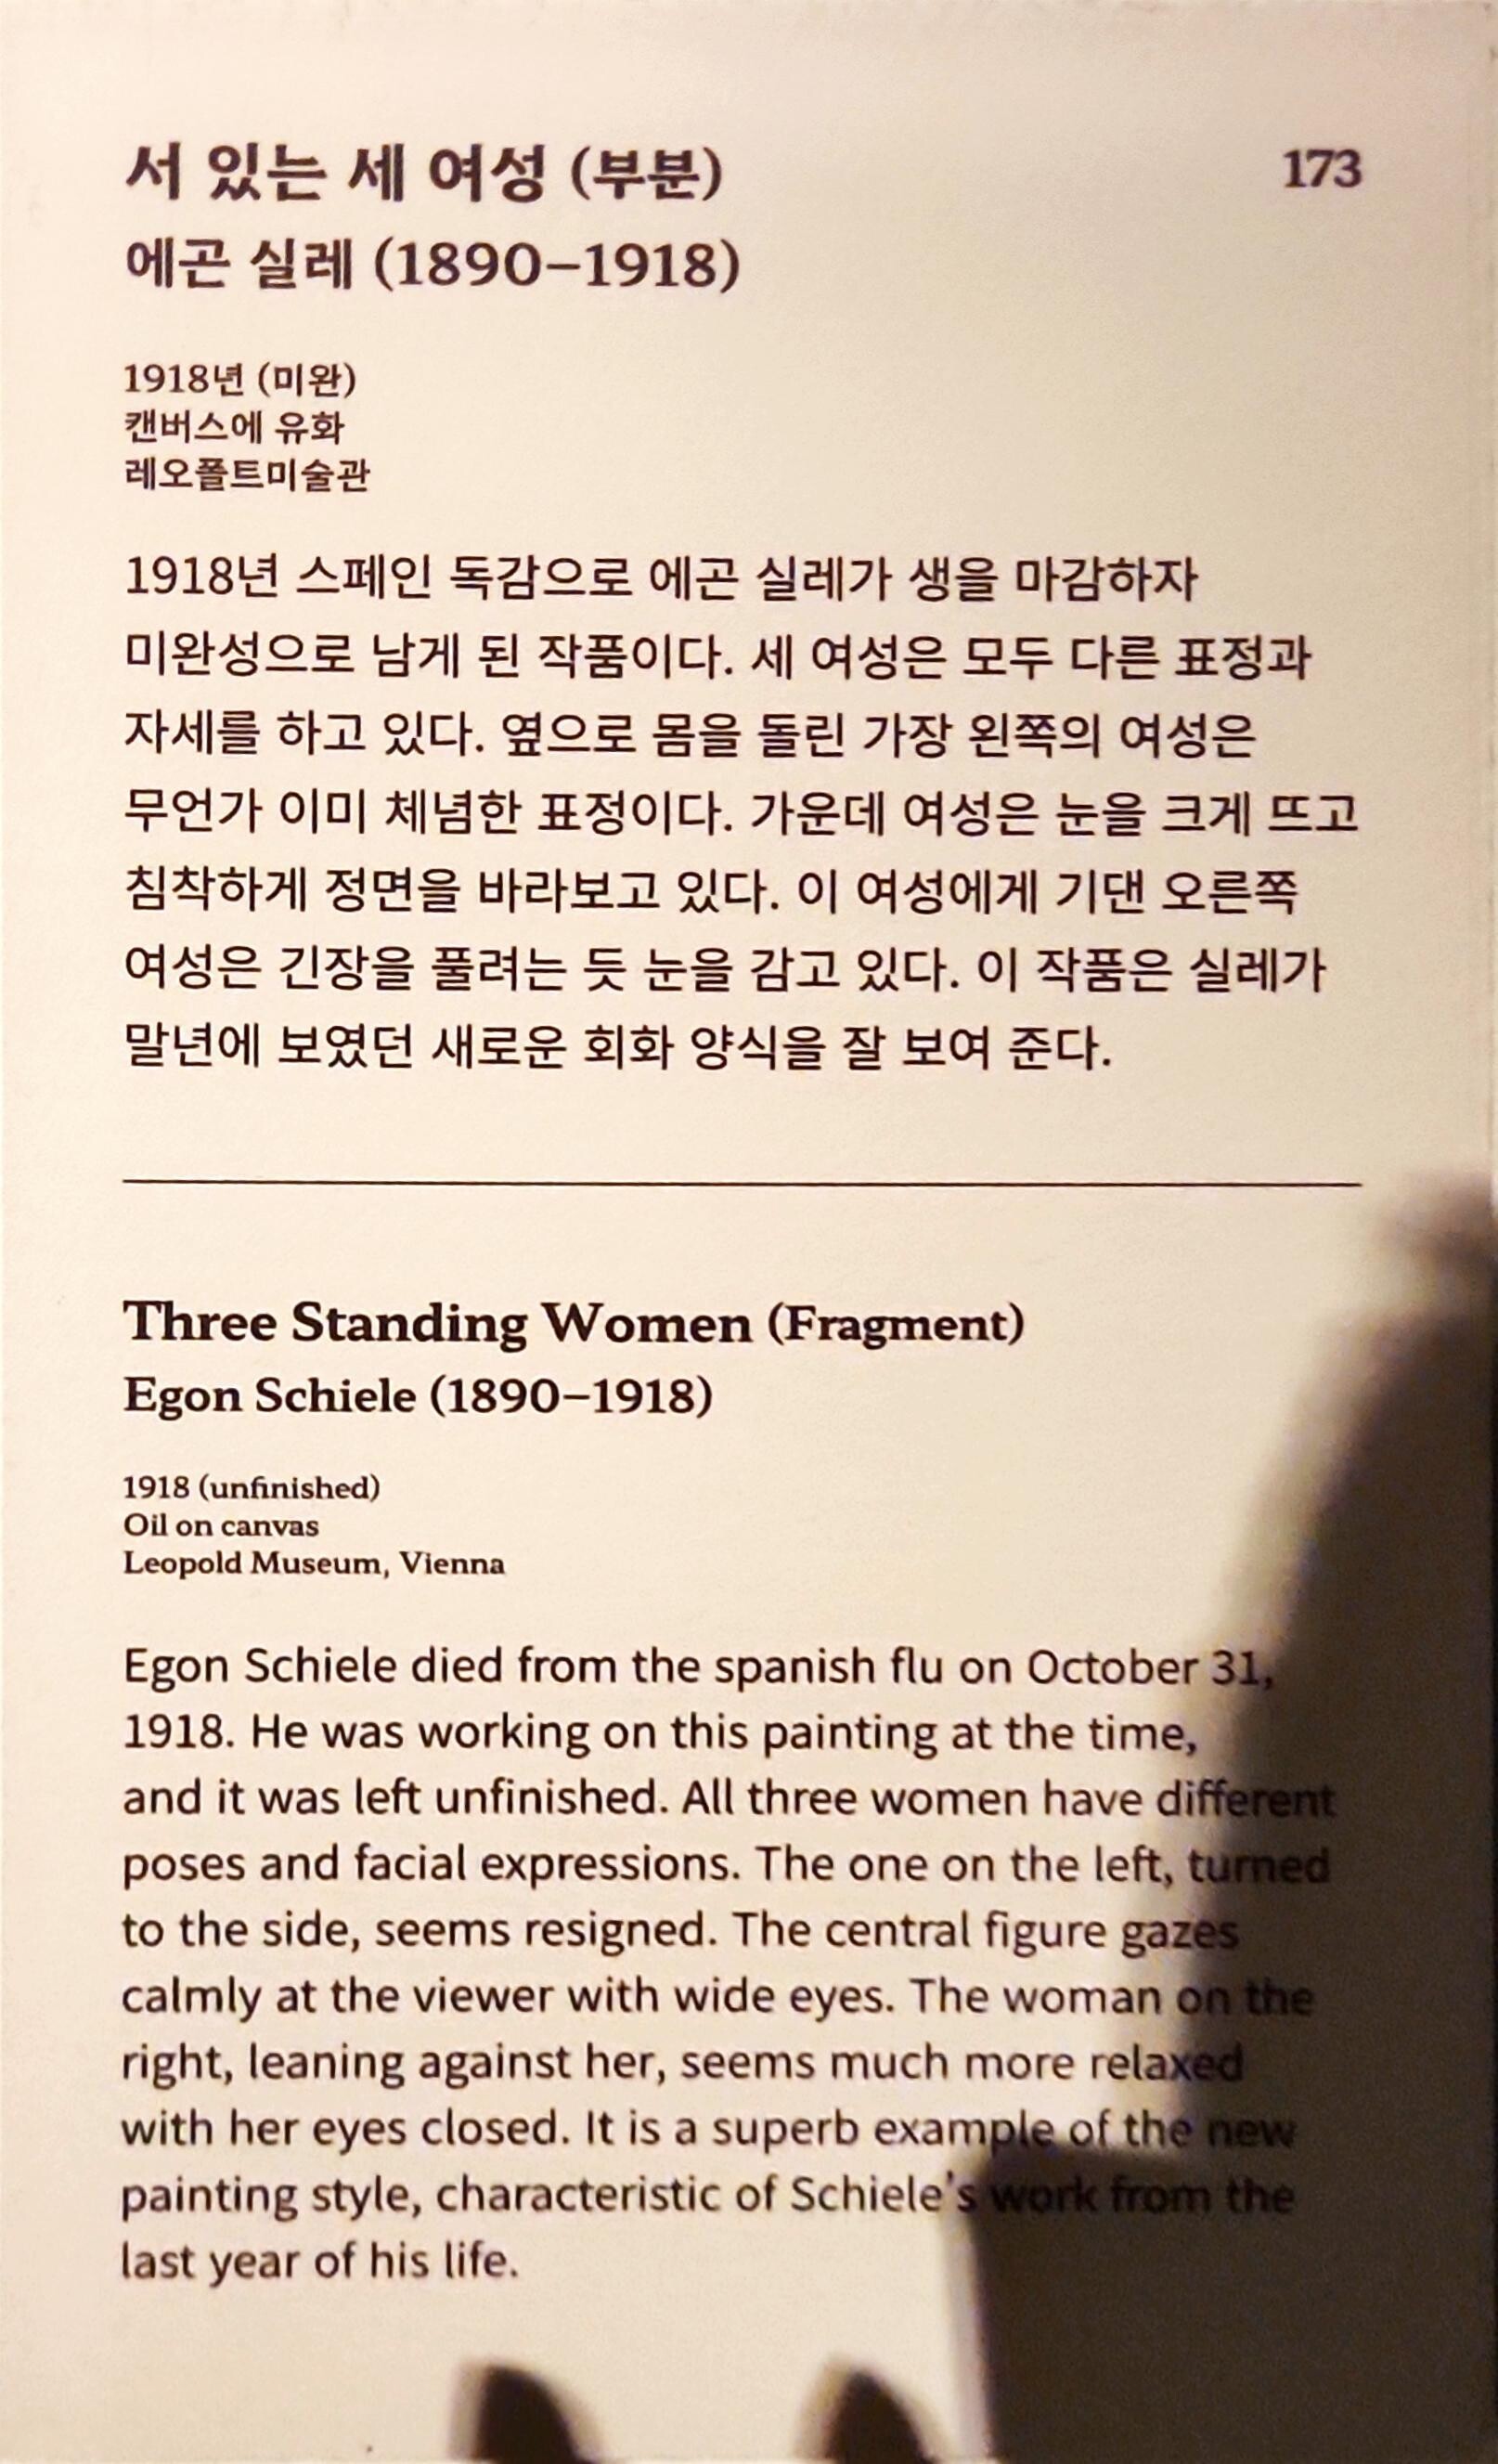 서 있는 세 여성 (부분) 173
에곤 실레 (1890–1918)
1918년 (미완)
캔버스에 유화
레오폴트미술관
1918년 스페인 독감으로 에곤 실레가 생을 마감하자
미완성으로 남게 된 작품이다. 세 여성은 모두 다른 표정과
자세를 하고 있다. 옆으로 몸을 돌린 가장 왼쪽의 여성은
무언가 이미 체념한 표정이다. 가운데 여성은 눈을 크게 뜨고
침착하게 정면을 바라보고 있다. 이 여성에게 기댄 오른쪽
여성은 긴장을 풀려는 듯 눈을 감고 있다. 이 작품은 실레가
말년에 보였던 새로운 회화 양식을 잘 보여 준다.
Three Standing Women (Fragment)
Egon Schiele (1890–1918)
1918 (unfinished)
Oil on canvas
Leopold Museum, Vienna
Egon Schiele died from the spanish flu on October 31,
1918. He was working on this painting at the time,
and it was left unfinished. All three women have different
poses and facial expressions. The one on the left, turned
to the side, seems resigned. The central figure gazes
calmly at the viewer with wide eyes. The woman on the
right, leaning against her, seems much more relaxed
with her eyes closed. It is a superb example of the new
painting style, characteristic of Schiele's work from the
last year of his life.